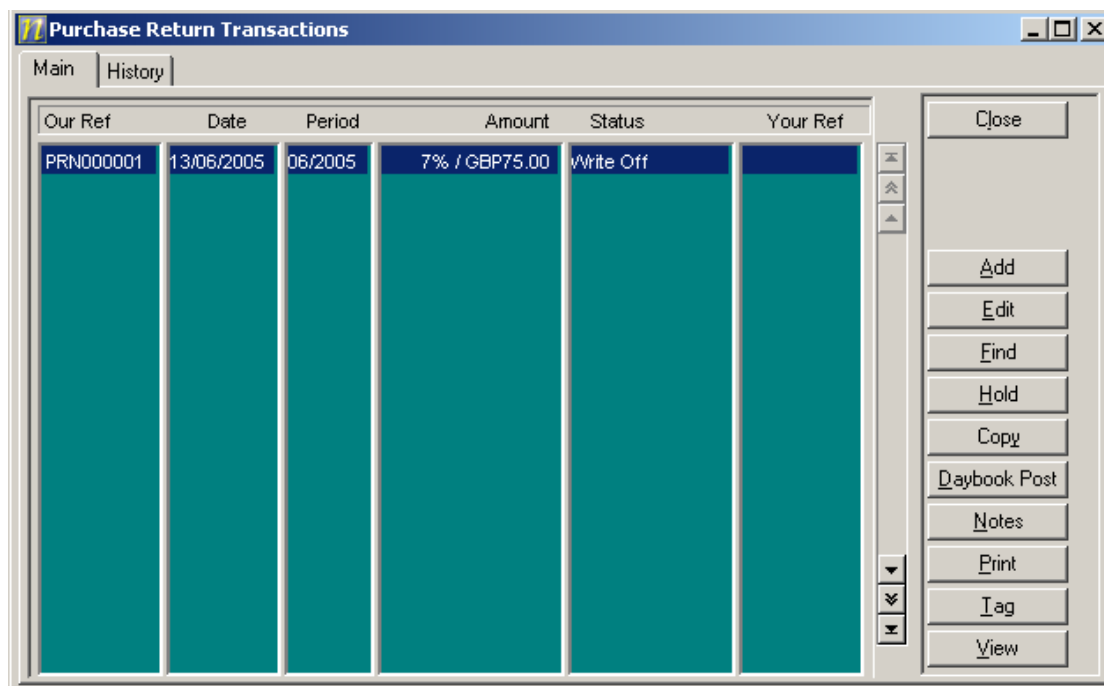 Purchase Return Transactions
Main History
Our Ref Date Period Amount Status Your Ref
PRN000001 13/06/2005 06/2005 7% / GBP75.00 Write Off
Close
Add
Edit
Find
Hold
Copy
Daybook Post
Notes
Print
Tag
View